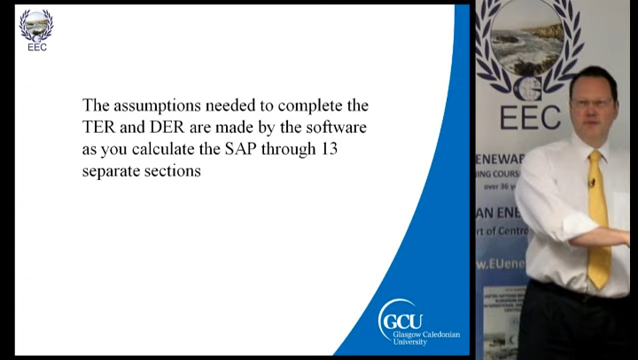 EEC
The assumptions needed to complete the
TER and DER are made by the software
as you calculate the SAP through 13
separate sections
GCU
Glasgow Caledonian
University
EEC
ENEWAB
ING COURS
over 36 y
AN ENE
rt of Centro
w.EUene